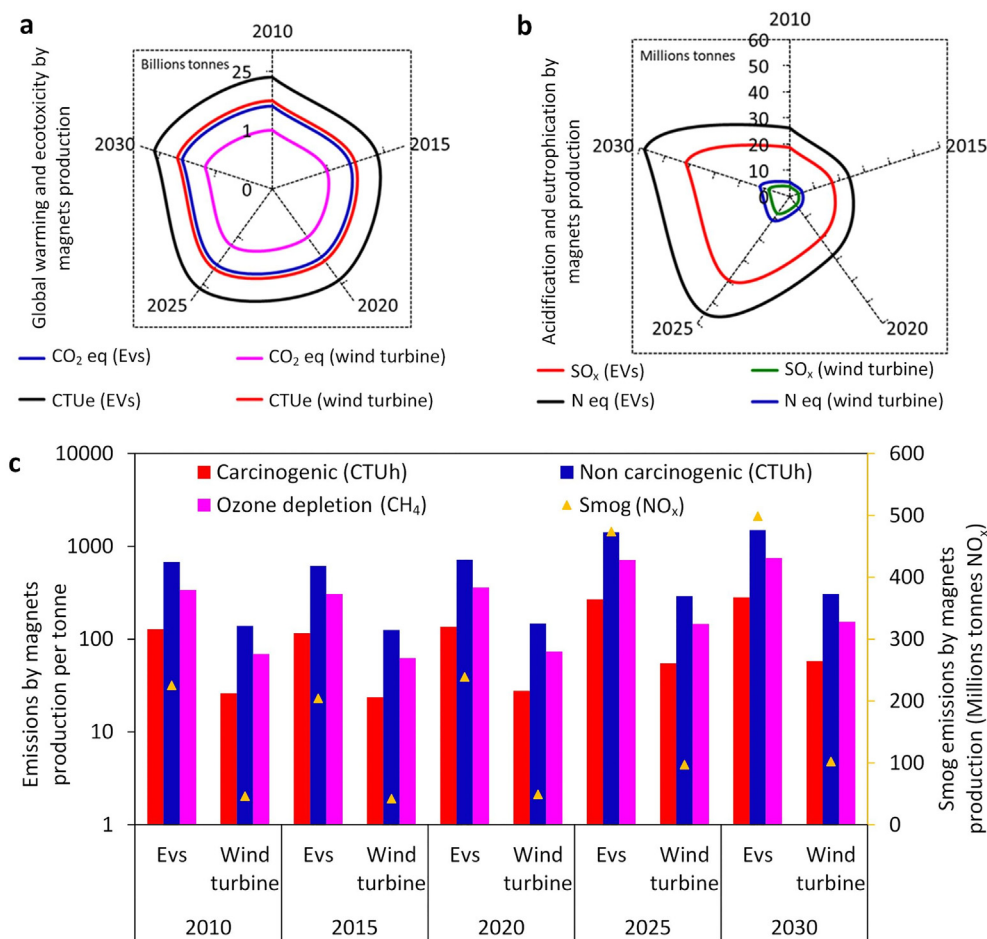 a
2010
Billions tonnes
25
1
0
2015
2020
2025
2030
Global warming and ecotoxicity by
magnets production
CO₂ eq (Evs)
CO₂ eq (wind turbine)
CTUe (EVs)
CTUe (wind turbine)
b
2010
Millions tonnes
60
50
40
30
20
10
0
2015
2020
2025
2030
Acidification and eutrophication by
magnets production
SOₓ (EVs)
SOₓ (wind turbine)
N eq (EVs)
N eq (wind turbine)
c
Carcinogenic (CTUh)
Non carcinogenic (CTUh)
Ozone depletion (CH₄)
Smog (NOₓ)
10000
1000
100
10
1
Emissions by magnets
production per tonne
600
500
400
300
200
100
0
Smog emissions by magnets
production (Millions tonnes NOₓ)
Evs
Wind
turbine
Evs
Wind
turbine
Evs
Wind
turbine
Evs
Wind
turbine
Evs
Wind
turbine
2010
2015
2020
2025
2030